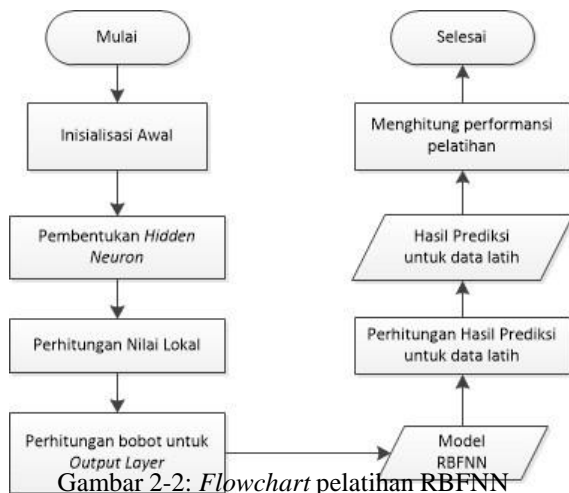 Mulai
Inisialisasi Awal
Pembentukan Hidden
Neuron
Perhitungan Nilai Lokal
Perhitungan bobot untuk
Output Layer
Model
RBFNN
Perhitungan Hasil Prediksi
untuk data latih
Hasil Prediksi
untuk data latih
Menghitung performansi
pelatihan
Selesai
Gambar 2-2: Flowchart pelatihan RBFNN